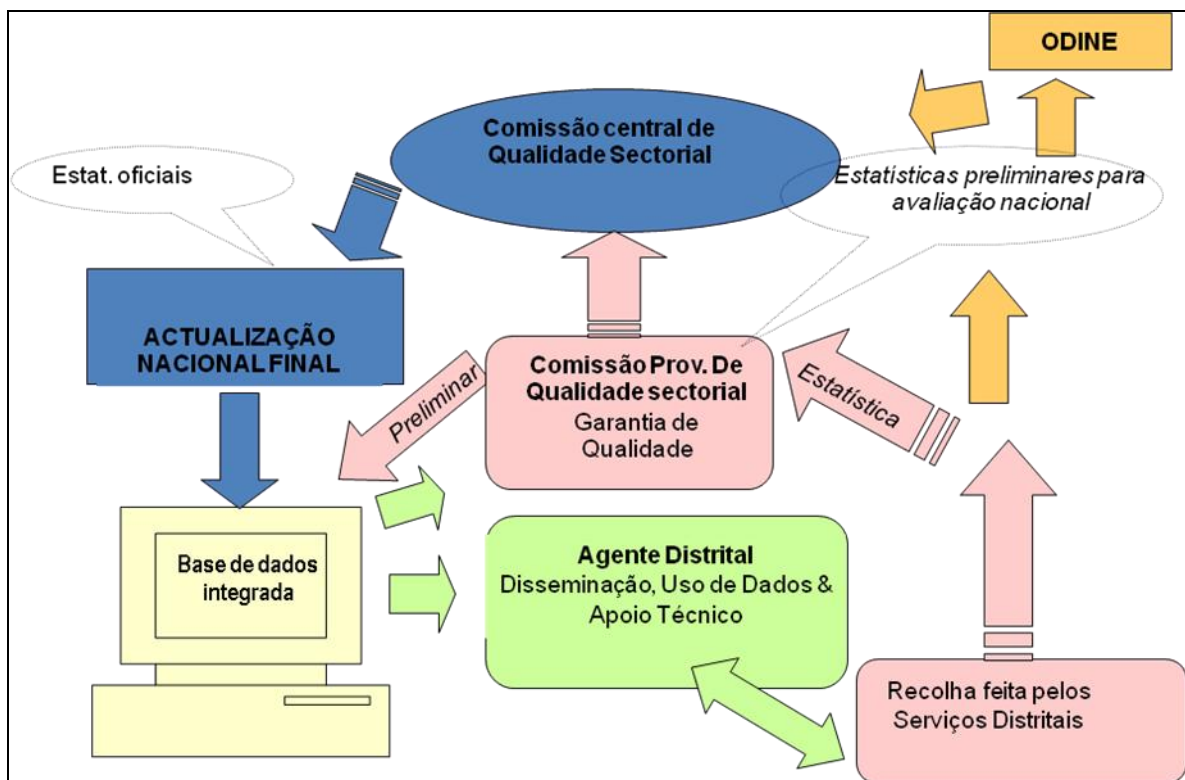 ODINE
Comissão central de
Qualidade Sectorial
Estat. oficiais
Estatísticas preliminares para
avaliação nacional
ACTUALIZAÇÃO
NACIONAL FINAL
Comissão Prov. De
Qualidade sectorial
Garantia de
Qualidade
Preliminar
Estatística
Base de dados
integrada
Agente Distrital
Disseminação, Uso de Dados &
Apoio Técnico
Recolha feita pelos
Serviços Distritais